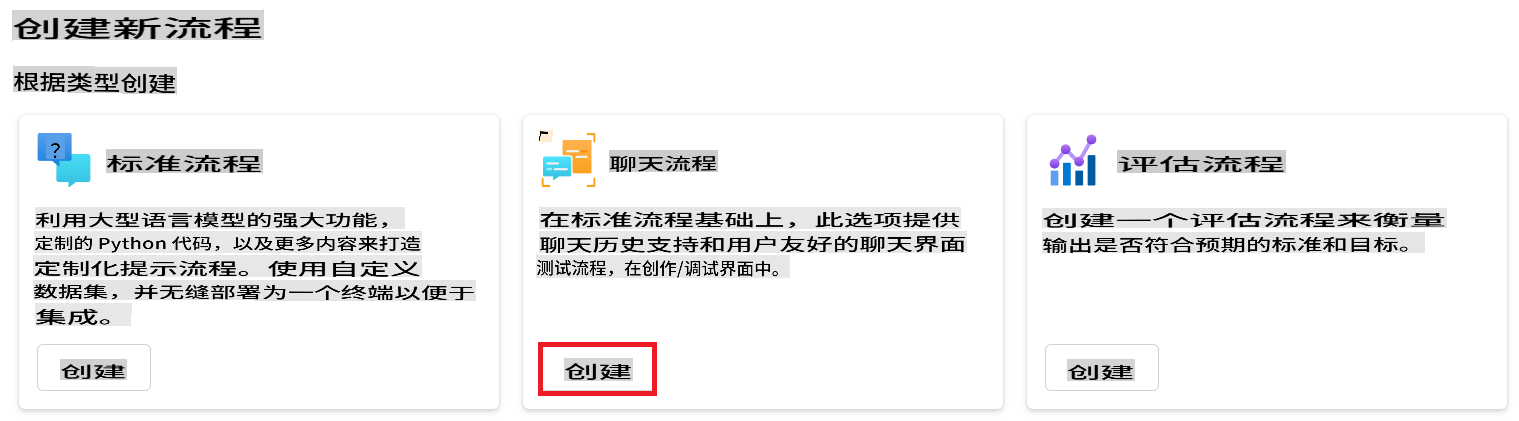 创建新流程
根据类型创建
?
标准流程
利用大型语言模型的强大功能，
定制的 Python 代码，以及更多内容来打造
定制化提示流程。 使用自定义
数据集，并无缝部署为一个终端以便于
集成。
创建
聊天流程
在标准流程基础上，此选项提供
聊天历史支持和用户友好的聊天界面
测试流程，在创作/调试界面中。
创建
评估流程
创建一个评估流程来衡量
输出是否符合预期的标准和目标。
创建